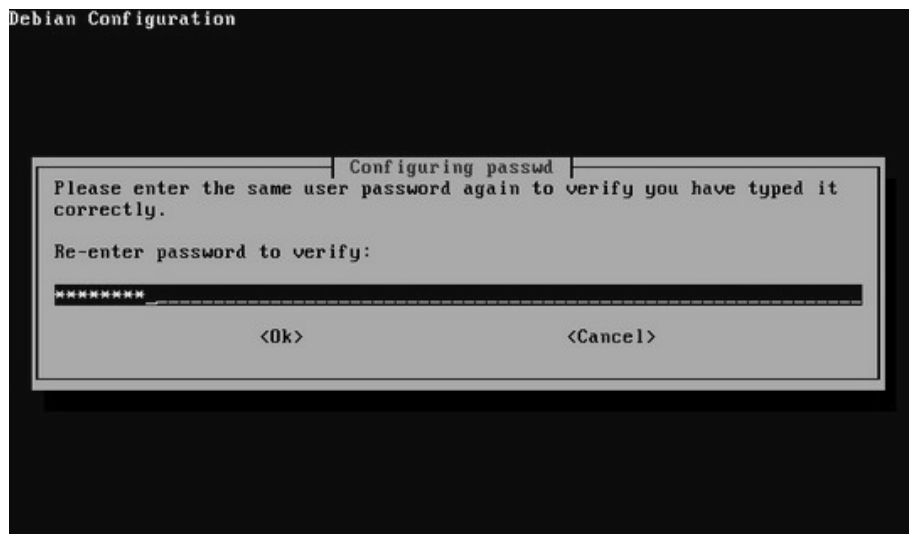 Debian Configuration
Configuring passwd
Please enter the same user password again to verify you have typed it
correctly.
Re-enter password to verify:
********
<Ok> <Cancel>